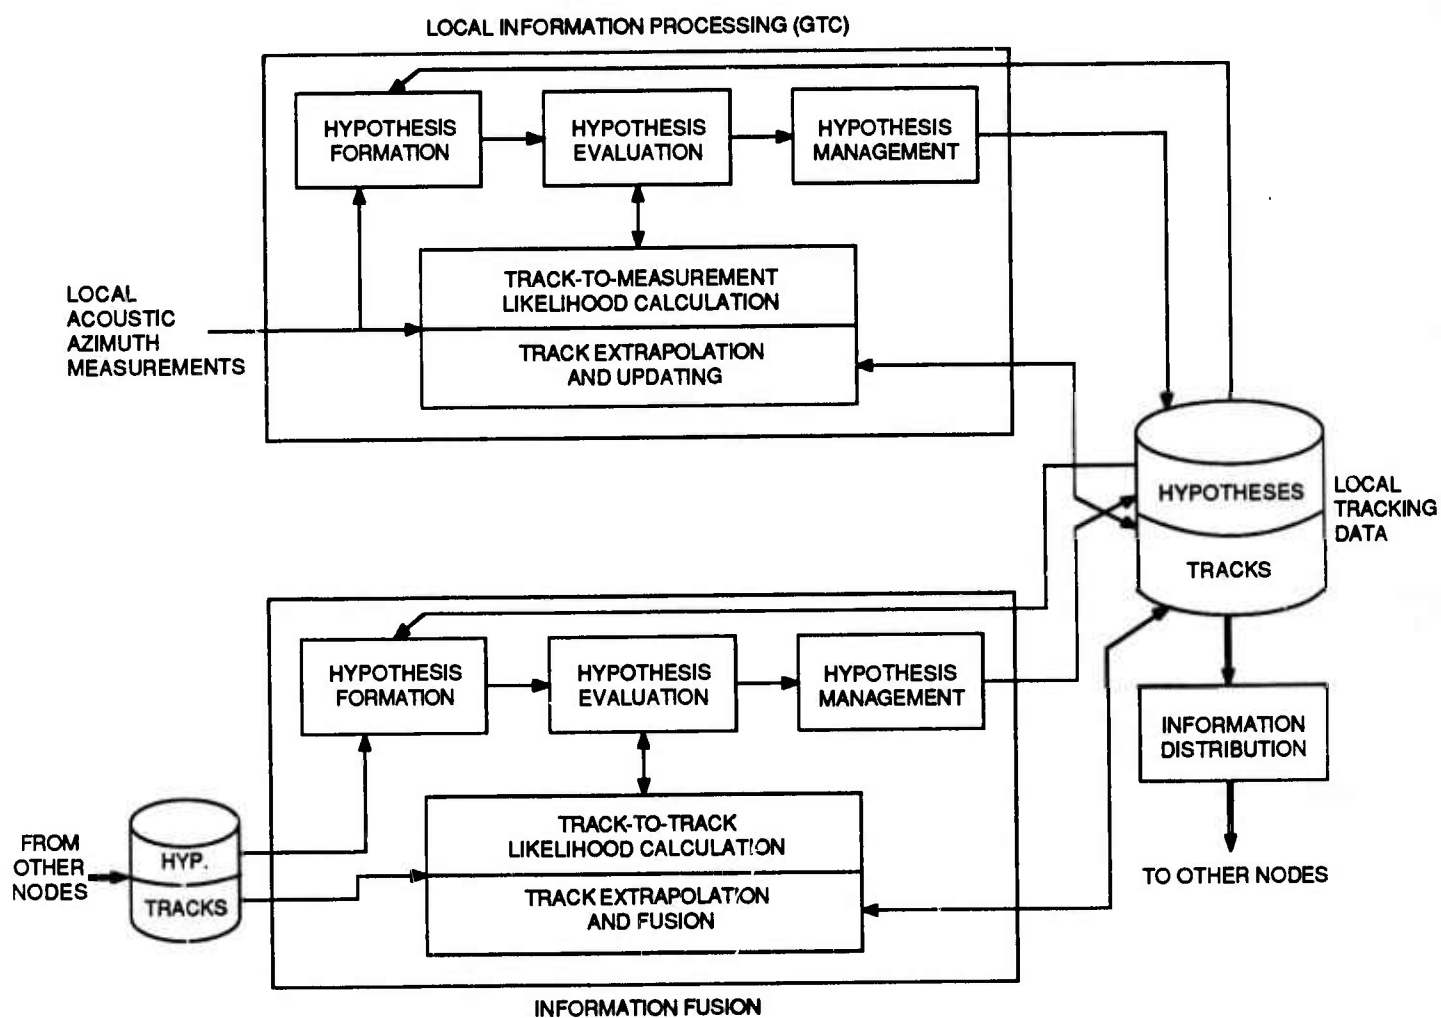 LOCAL INFORMATION PROCESSING (GTC)
HYPOTHESIS
FORMATION
HYPOTHESIS
EVALUATION
HYPOTHESIS
MANAGEMENT
TRACK-TO-MEASUREMENT
LIKELIHOOD CALCULATION
LOCAL
ACOUSTIC
AZIMUTH
MEASUREMENTS
TRACK EXTRAPOLATION
AND UPDATING
HYPOTHESES
TRACKS
LOCAL
TRACKING
DATA
HYPOTHESIS
FORMATION
HYPOTHESIS
EVALUATION
HYPOTHESIS
MANAGEMENT
INFORMATION
DISTRIBUTION
TRACK-TO-TRACK
LIKELIHOOD CALCULATION
FROM
OTHER
NODES
HYP.
TRACKS
TRACK EXTRAPOLATION
AND FUSION
TO OTHER NODES
INFORMATION FUSION